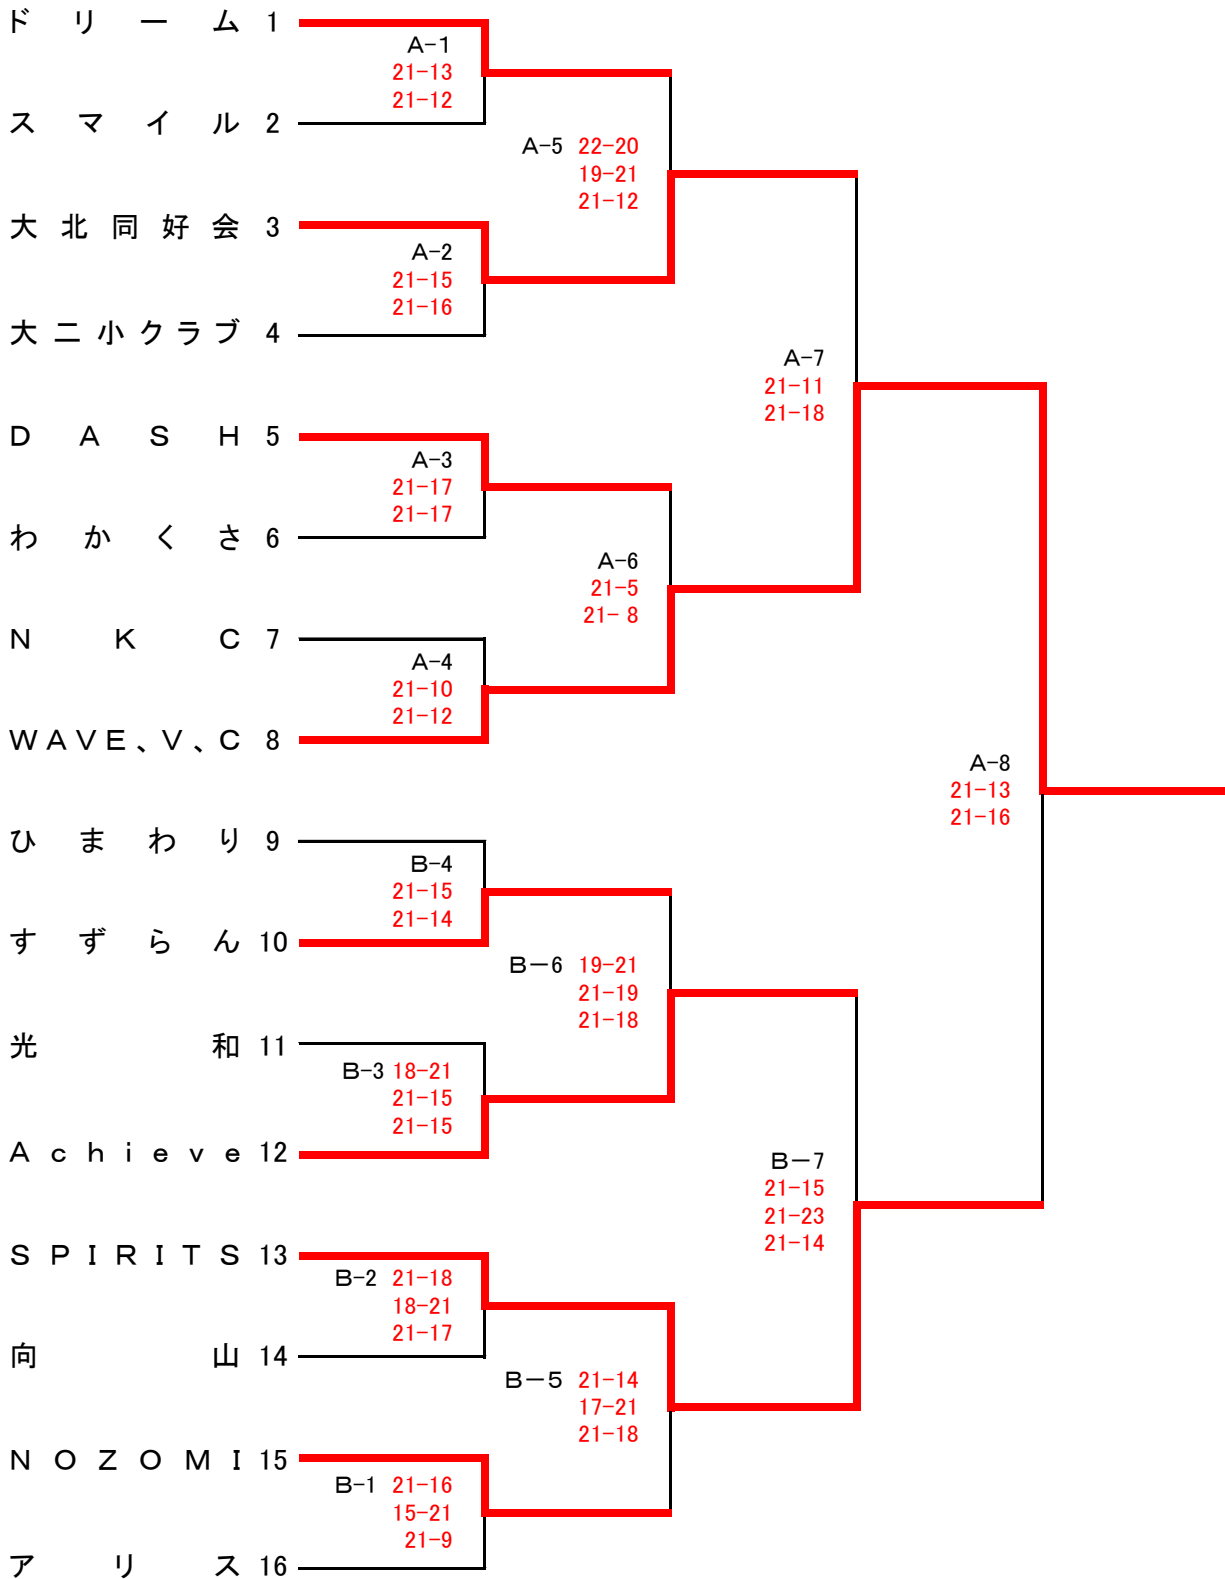 ドリーム 1
A-1
21-13
21-12
スマイル 2
A-5 22-20
19-21
21-12
大北同好会 3
A-2
21-15
21-16
大二小クラブ 4
A-7
21-11
21-18
DASH 5
A-3
21-17
21-17
わかくさ 6
A-6
21-5
21- 8
NKC 7
A-4
21-10
21-12
WAVE、V、C 8
A-8
21-13
21-16
ひまわり 9
B-4
21-15
21-14
すずらん 10
B－6 19-21
21-19
21-18
光和 11
B-3 18-21
21-15
21-15
Achieve 12
B－7
21-15
21-23
21-14
SPIRITS 13
B-2 21-18
18-21
21-17
向山 14
B－5 21-14
17-21
21-18
NOZOMI 15
B-1 21-16
15-21
21-9
アリス 16